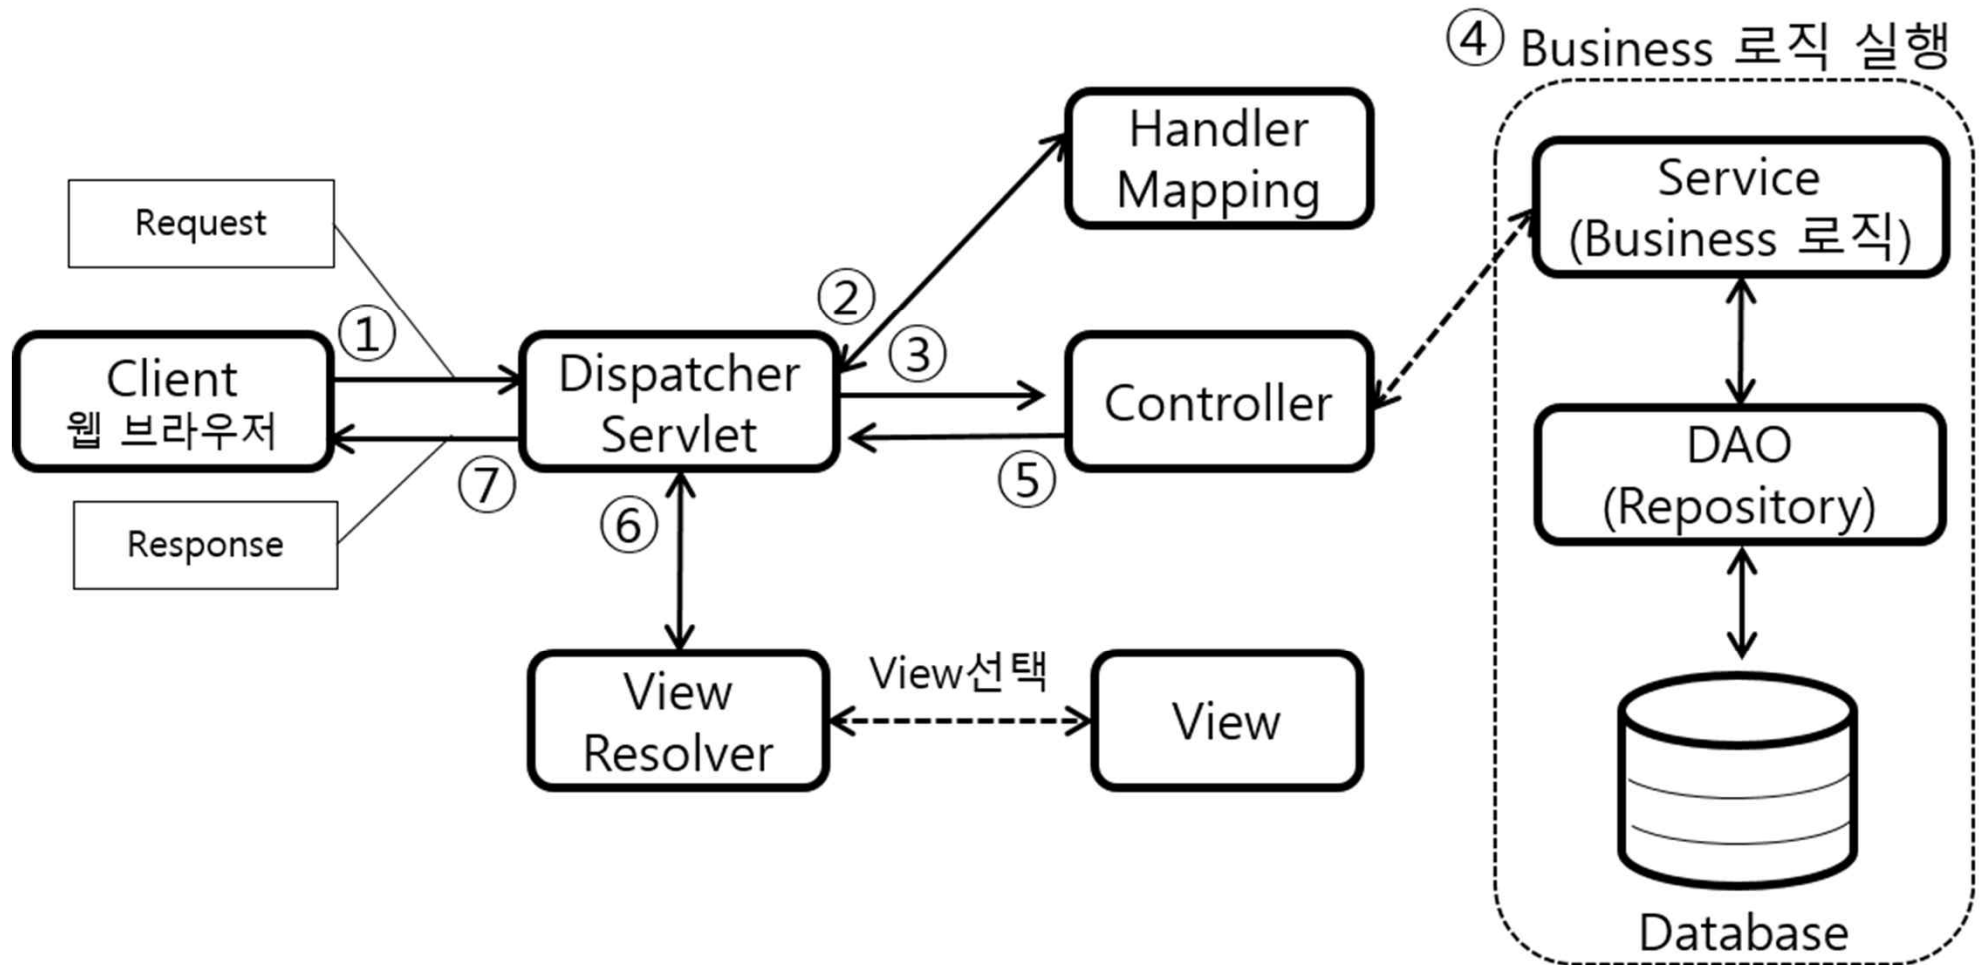 ④ Business 로직 실행
Handler
Mapping
Service
(Business 로직)
Request
②
①
③
Client
웹 브라우저
Dispatcher
Servlet
Controller
DAO
(Repository)
⑦
⑤
⑥
Response
View
Resolver
View선택
View
Database